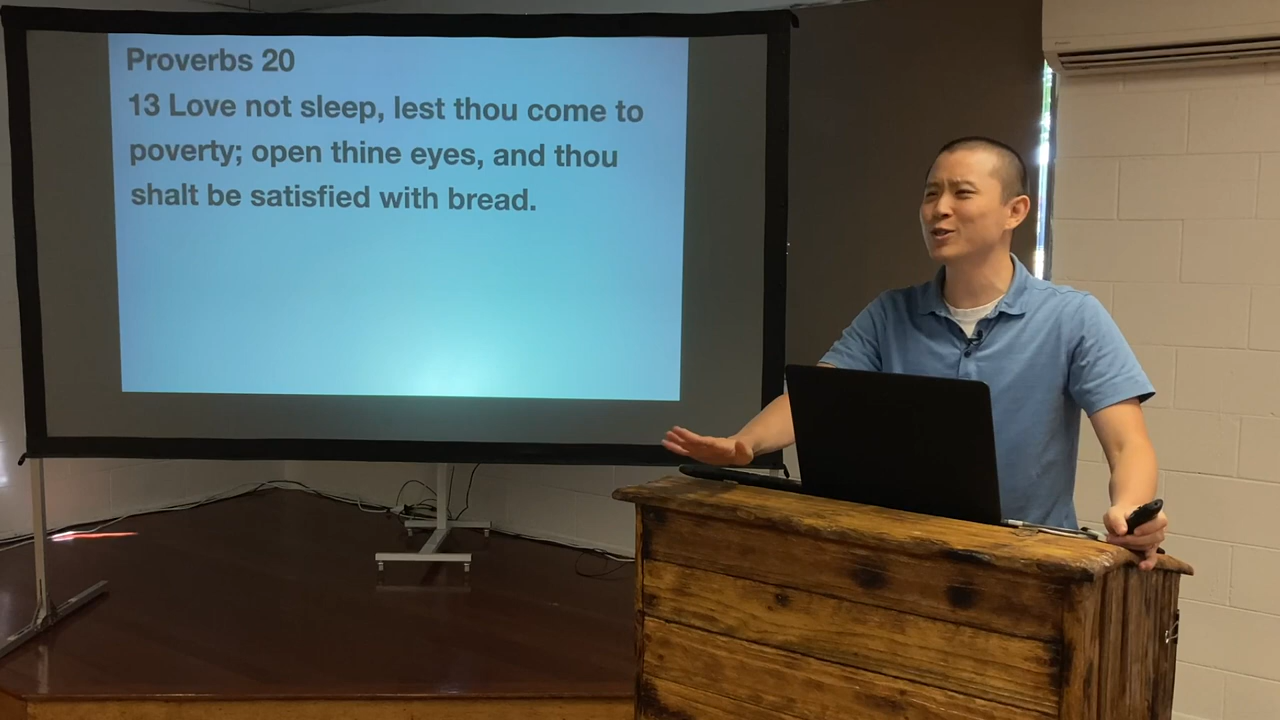 Proverbs 20
13 Love not sleep, lest thou come to
poverty; open thine eyes, and thou
shalt be satisfied with bread.